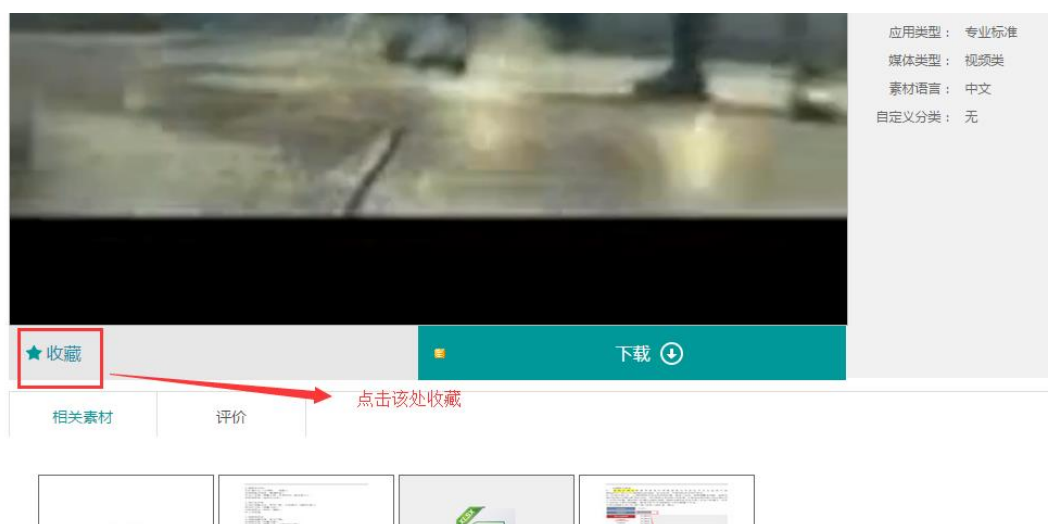 应用类型： 专业标准
媒体类型： 视频类
素材语言： 中文
自定义分类： 无
收藏
下载
点击该处收藏
相关素材
评价
XLSX